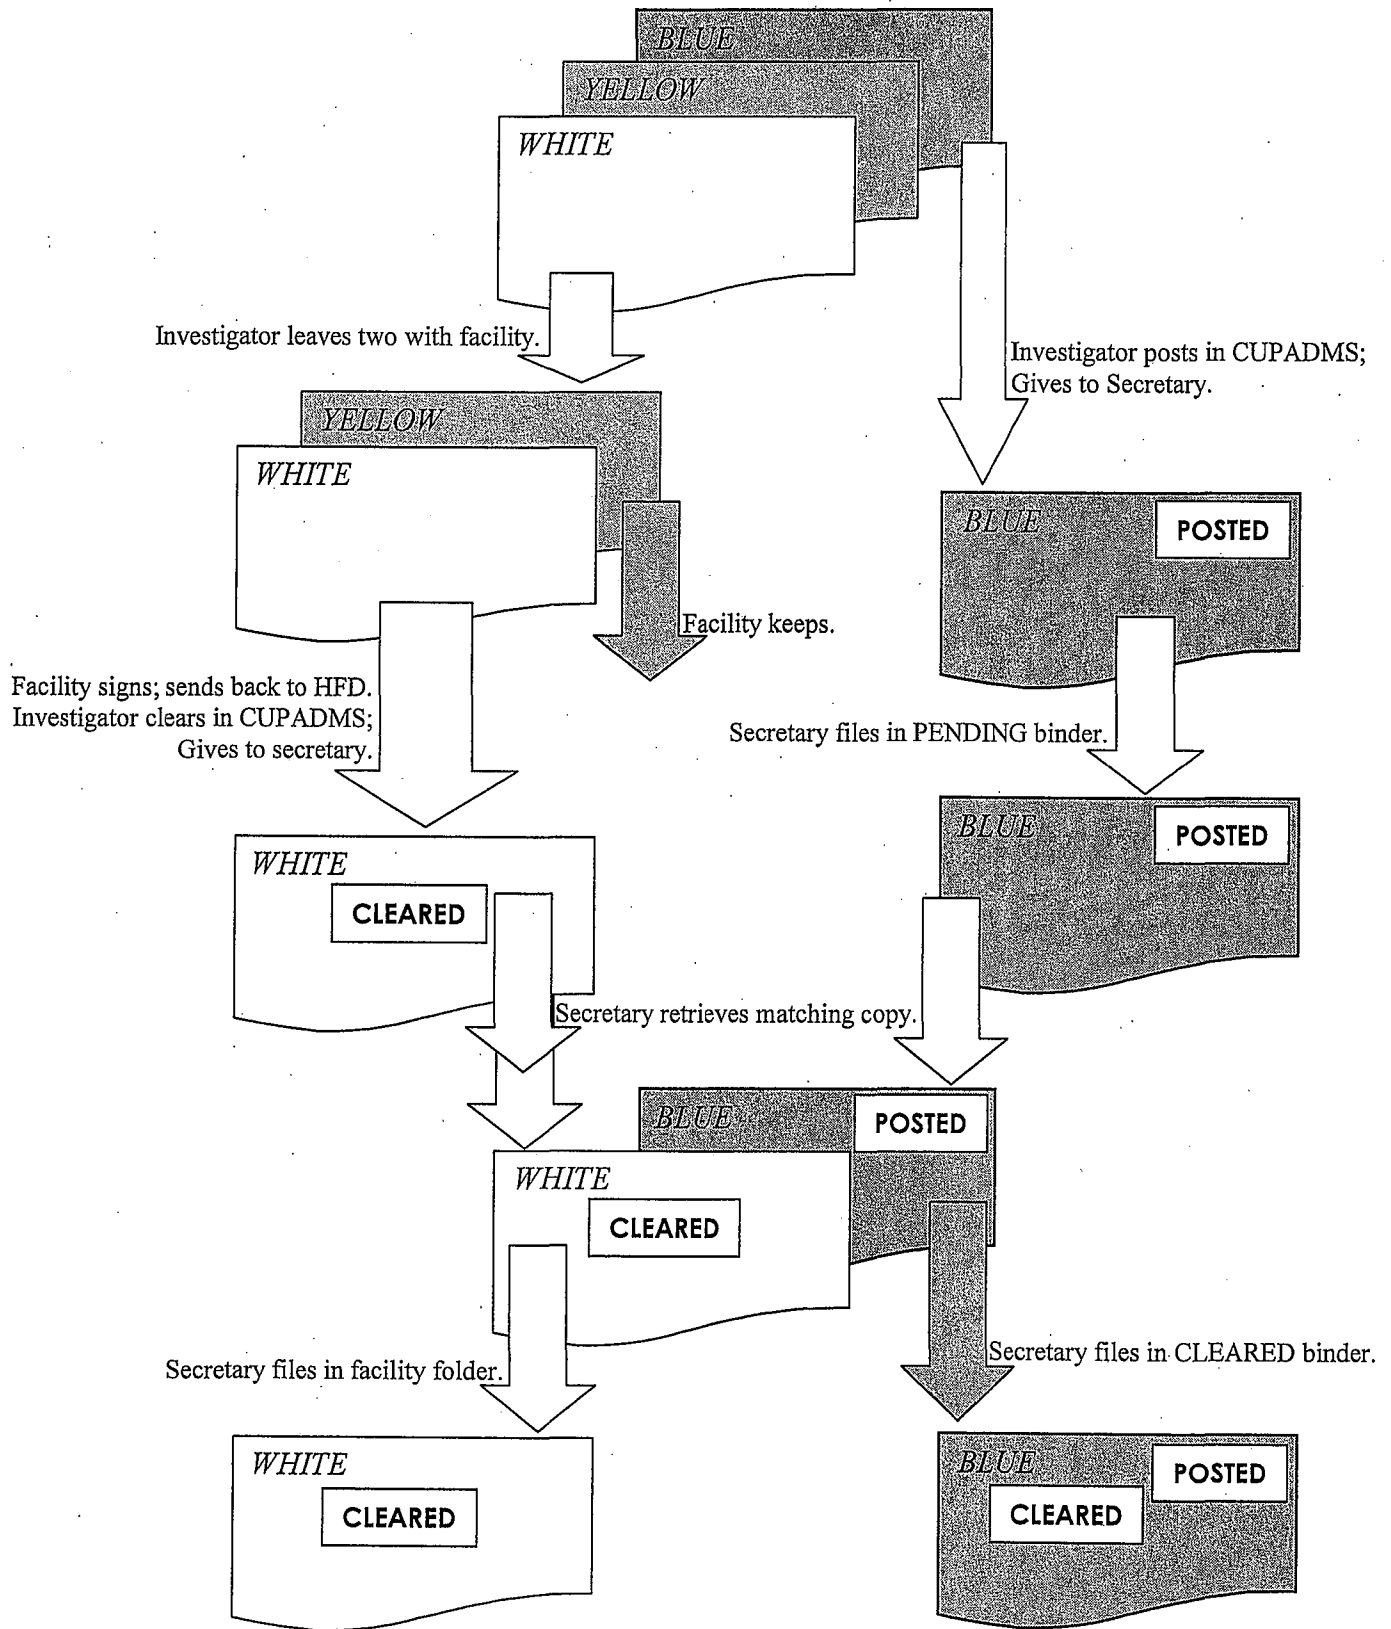 BLUE
YELLOW
WHITE
Investigator leaves two with facility.
Investigator posts in CUPADMS;
Gives to Secretary.
YELLOW
WHITE
BLUE
POSTED
Facility keeps.
Facility signs; sends back to HFD.
Investigator clears in CUPADMS;
Gives to secretary.
Secretary files in PENDING binder.
BLUE
POSTED
WHITE
CLEARED
Secretary retrieves matching copy.
BLUE
POSTED
WHITE
CLEARED
Secretary files in facility folder.
Secretary files in CLEARED binder.
WHITE
CLEARED
BLUE
POSTED
CLEARED